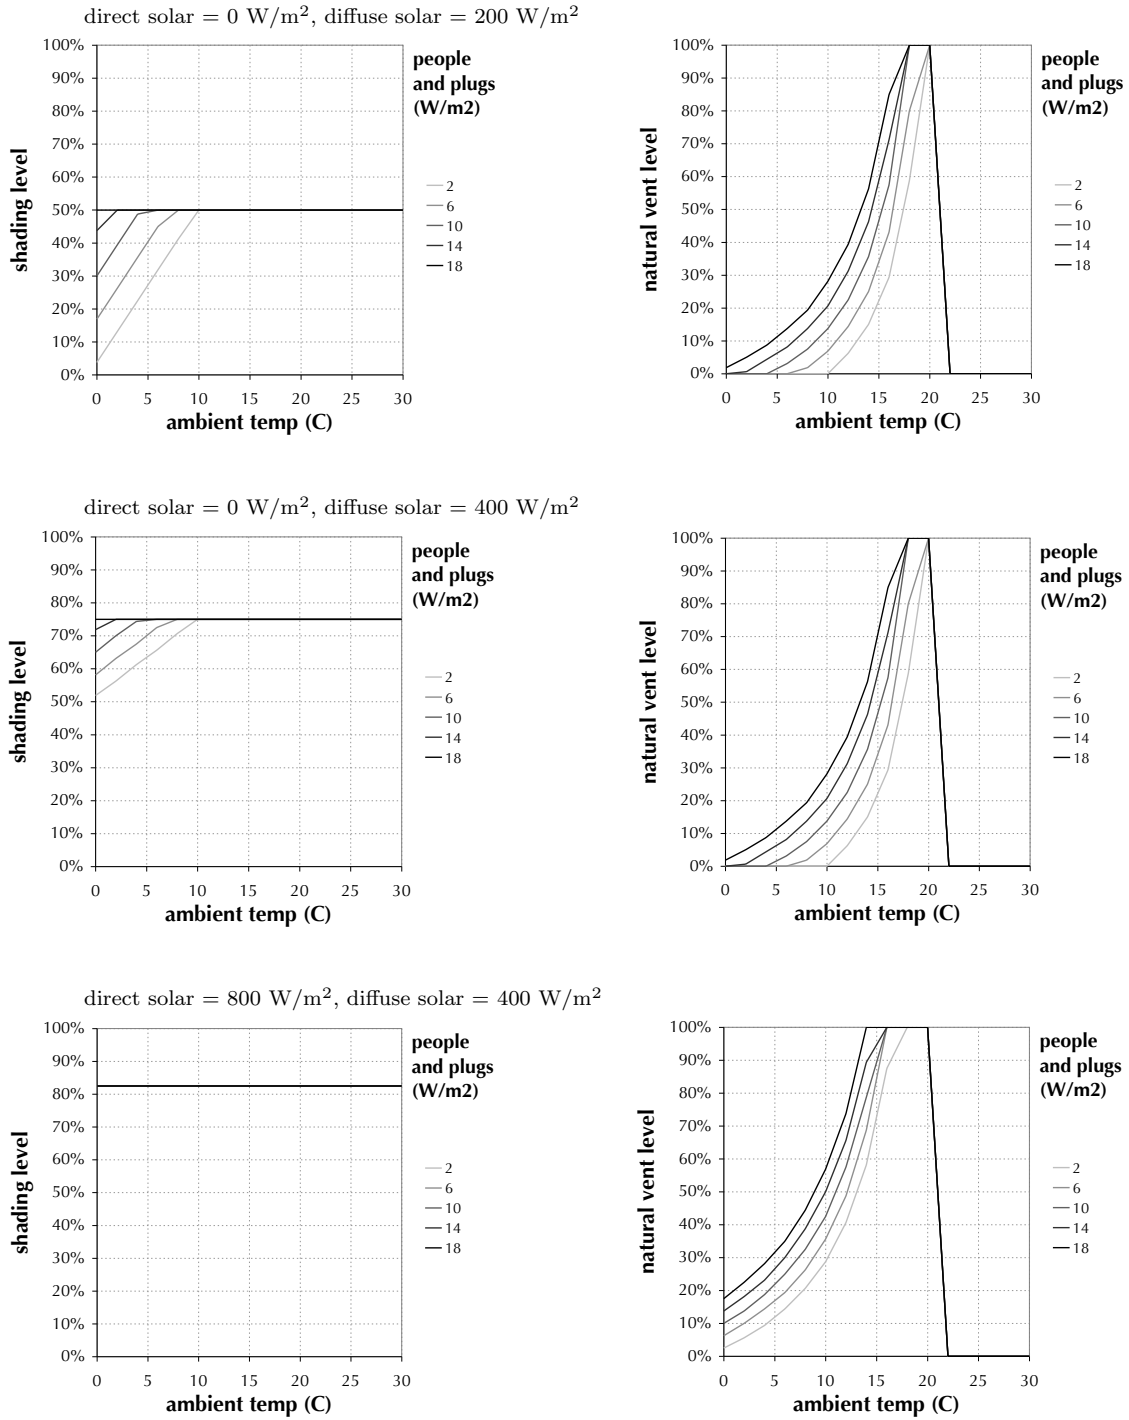 direct solar = 0 W/m², diffuse solar = 200 W/m²
100%
90%
80%
70%
60%
50%
40%
30%
20%
10%
0%
shading level
0 5 10 15 20 25 30
ambient temp (C)
people
and plugs
(W/m2)
2
6
10
14
18
100%
90%
80%
70%
60%
50%
40%
30%
20%
10%
0%
natural vent level
0 5 10 15 20 25 30
ambient temp (C)
people
and plugs
(W/m2)
2
6
10
14
18
direct solar = 0 W/m², diffuse solar = 400 W/m²
100%
90%
80%
70%
60%
50%
40%
30%
20%
10%
0%
shading level
0 5 10 15 20 25 30
ambient temp (C)
people
and plugs
(W/m2)
2
6
10
14
18
100%
90%
80%
70%
60%
50%
40%
30%
20%
10%
0%
natural vent level
0 5 10 15 20 25 30
ambient temp (C)
people
and plugs
(W/m2)
2
6
10
14
18
direct solar = 800 W/m², diffuse solar = 400 W/m²
100%
90%
80%
70%
60%
50%
40%
30%
20%
10%
0%
shading level
0 5 10 15 20 25 30
ambient temp (C)
people
and plugs
(W/m2)
2
6
10
14
18
100%
90%
80%
70%
60%
50%
40%
30%
20%
10%
0%
natural vent level
0 5 10 15 20 25 30
ambient temp (C)
people
and plugs
(W/m2)
2
6
10
14
18